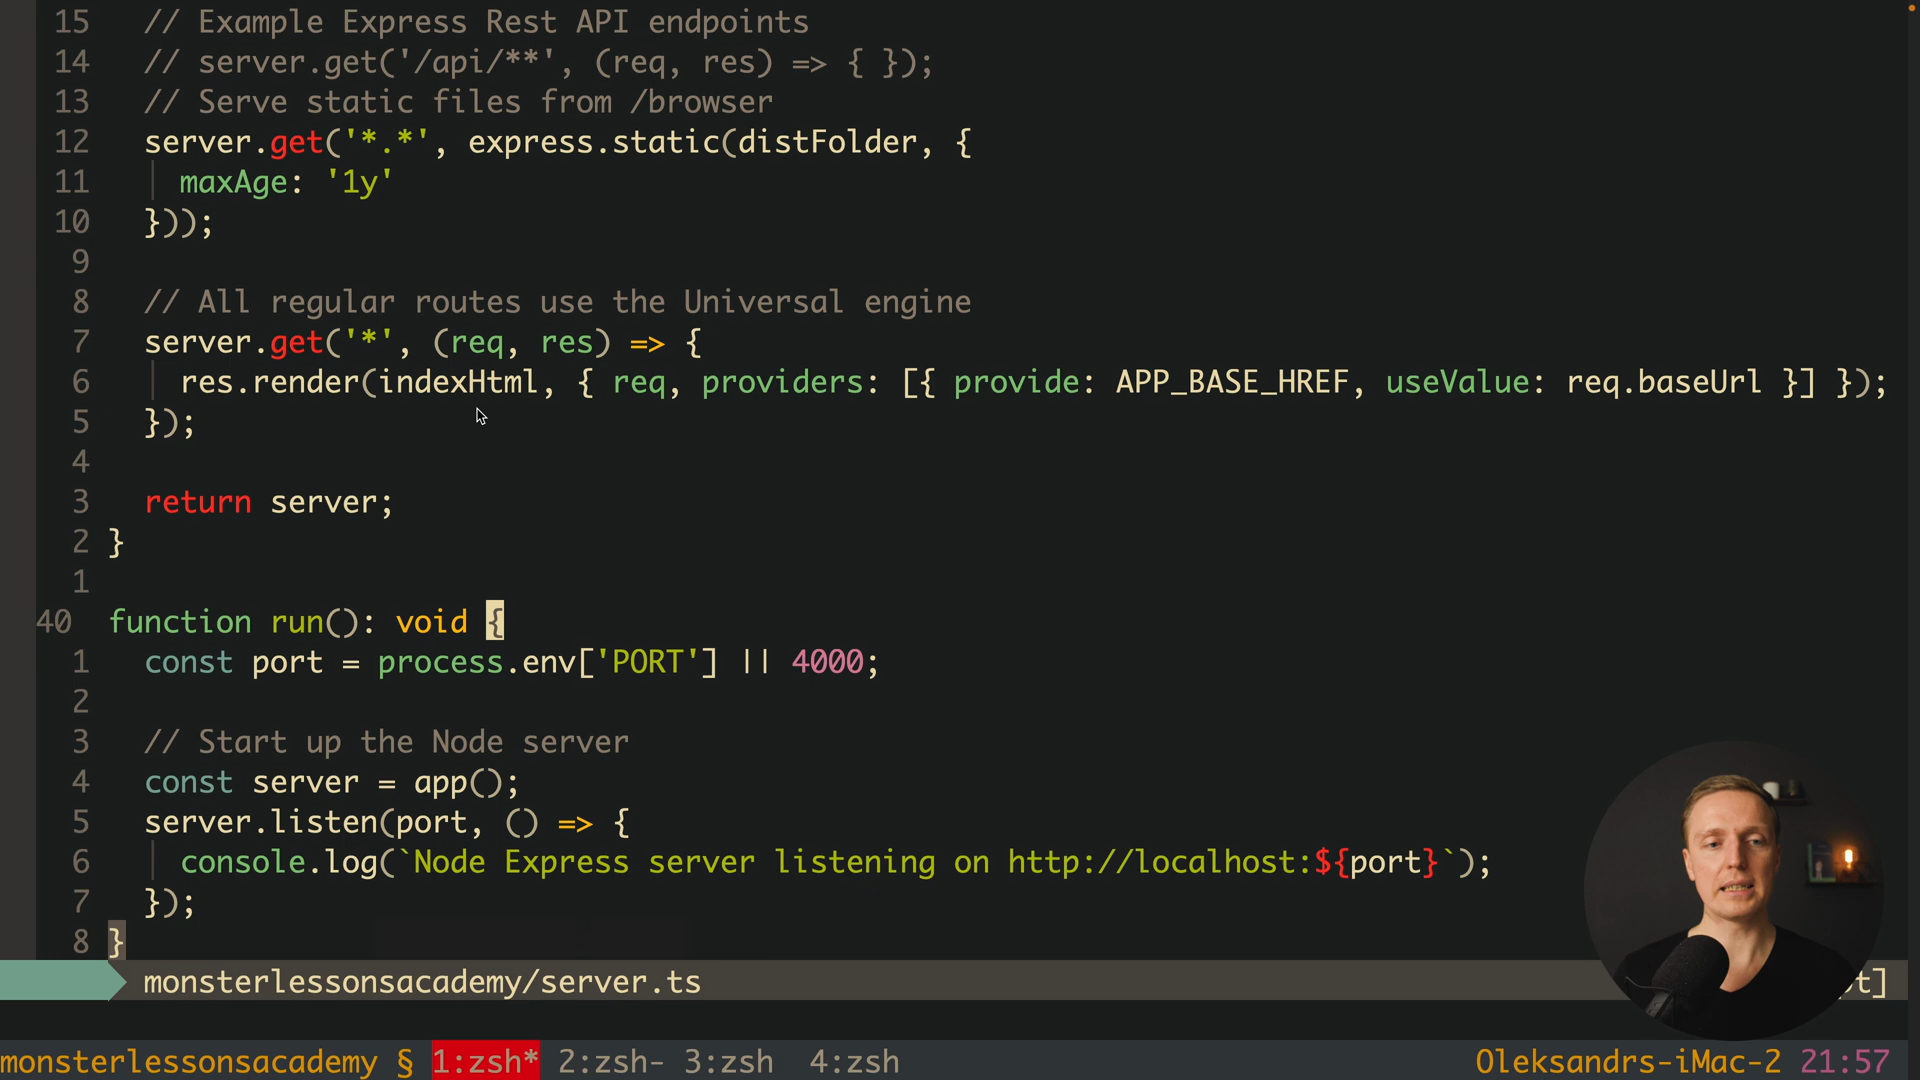 15 // Example Express Rest API endpoints
14 // server.get('/api/**', (req, res) => { });
13 // Serve static files from /browser
12 server.get('*.*', express.static(distFolder, {
11 maxAge: '1y'
10 }));
9
8 // All regular routes use the Universal engine
7 server.get('*', (req, res) => {
6 res.render(indexHtml, { req, providers: [{ provide: APP_BASE_HREF, useValue: req.baseUrl }] });
5 });
4
3 return server;
2 }
1
40 function run(): void {
1 const port = process.env['PORT'] || 4000;
2
3 // Start up the Node server
4 const server = app();
5 server.listen(port, () => {
6 console.log(`Node Express server listening on http://localhost:${port}`);
7 });
8 }
monsterlessonsacademy/server.ts t]
monsterlessonsacademy § 1:zsh* 2:zsh- 3:zsh 4:zsh Oleksandrs-iMac-2 21:57